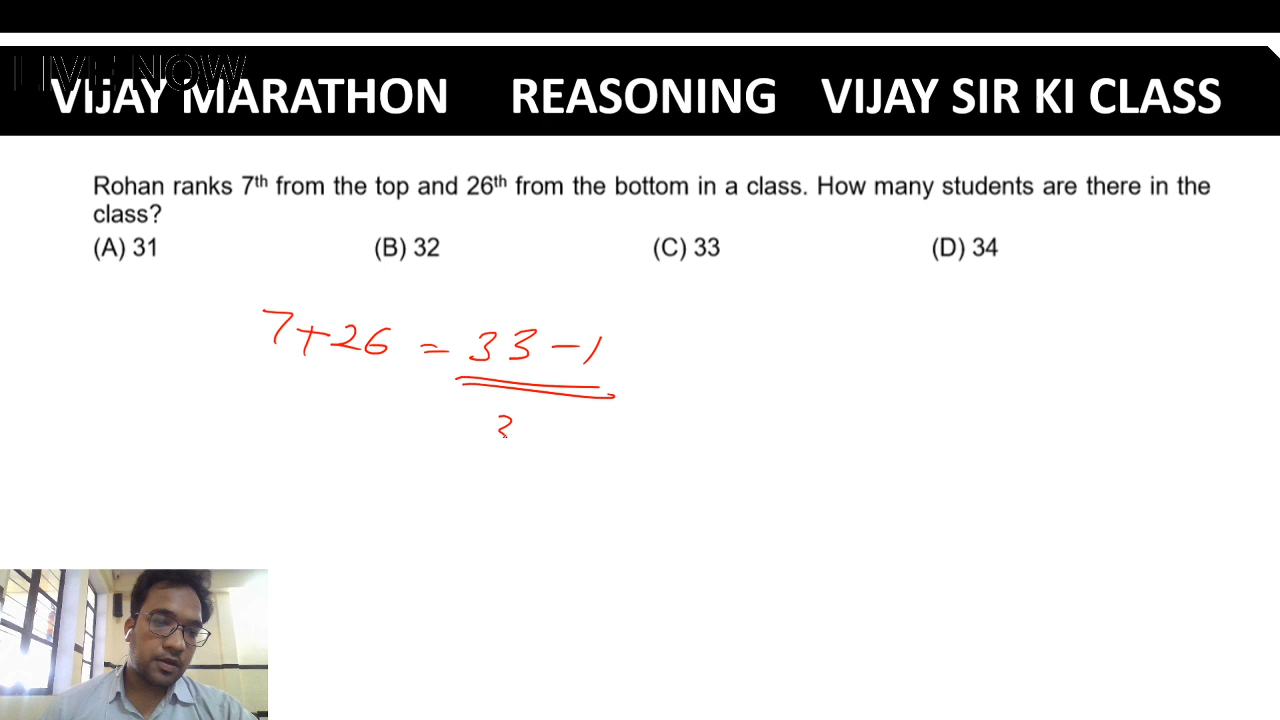 LIVE NOW
VIJAY MARATHON REASONING VIJAY SIR KI CLASS
Rohan ranks 7th from the top and 26th from the bottom in a class. How many students are there in the
class?
(A) 31 (B) 32 (C) 33 (D) 34
7+26 = 33-1
3